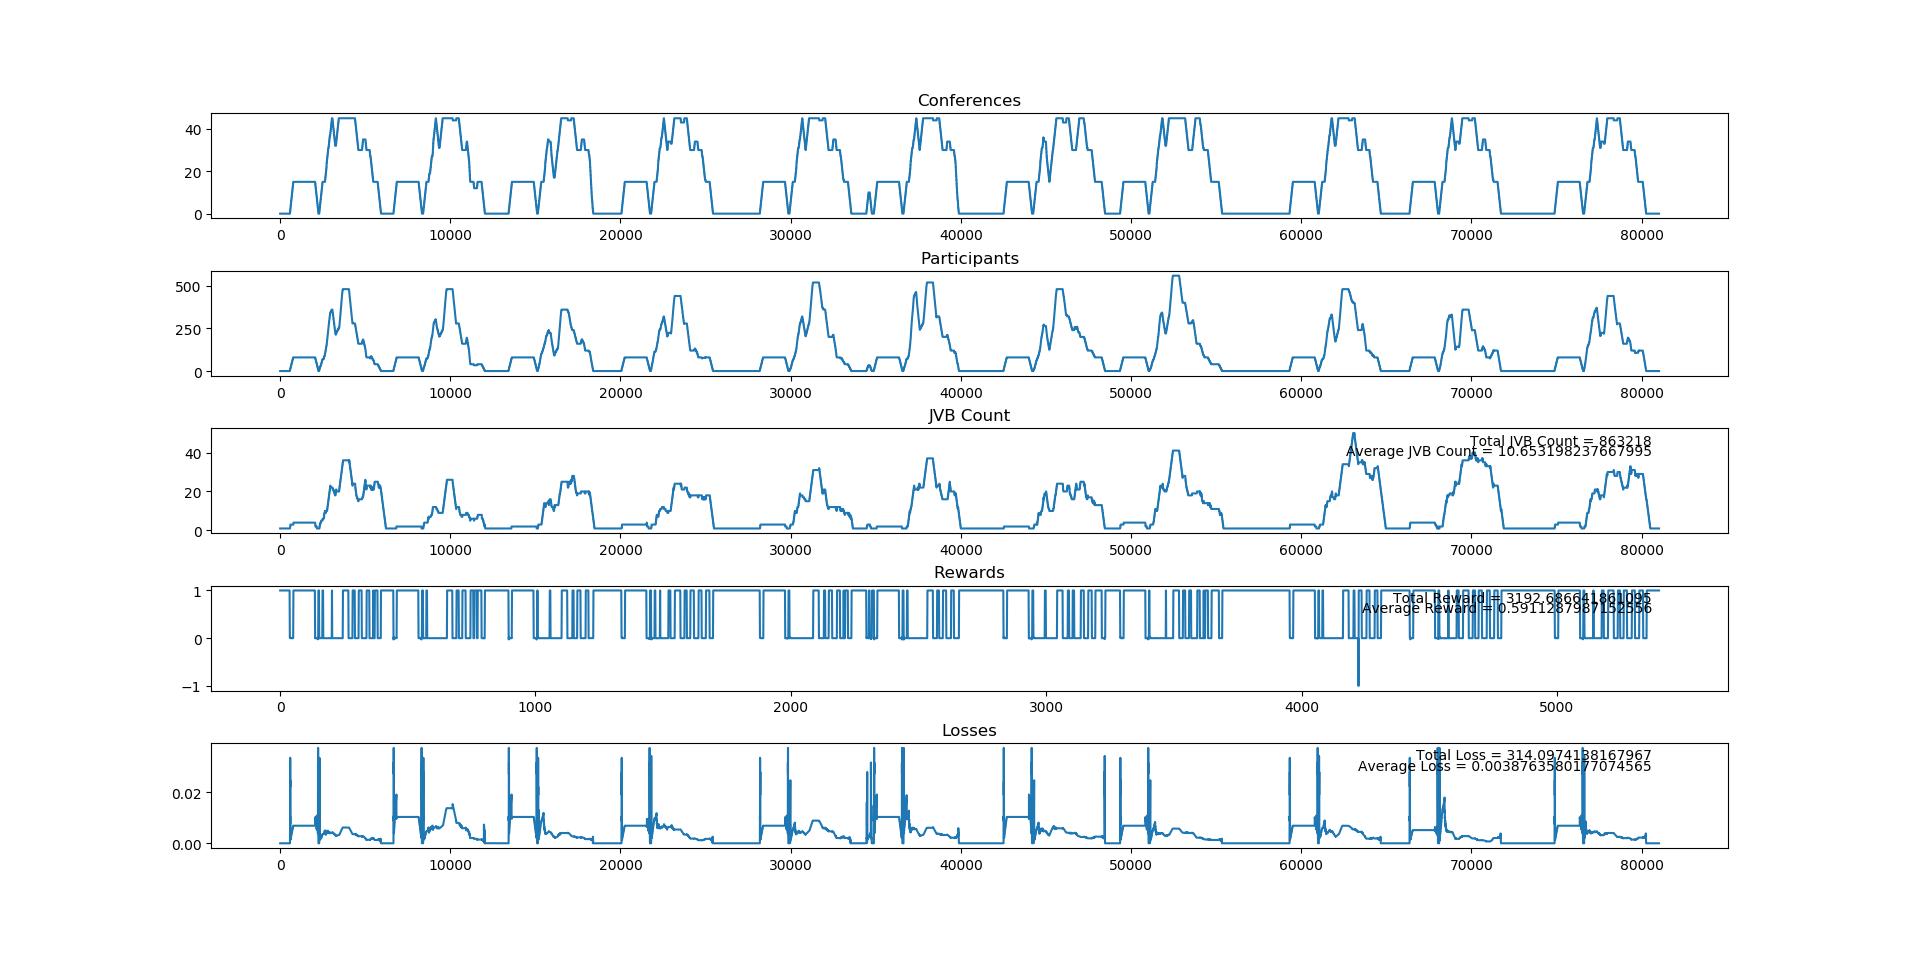 Conferences
40
20
0
0 10000 20000 30000 40000 50000 60000 70000 80000
Participants
500
250
0
0 10000 20000 30000 40000 50000 60000 70000 80000
JVB Count
Total JVB Count = 863218
Average JVB Count = 10.653198237667995
40
20
0
0 10000 20000 30000 40000 50000 60000 70000 80000
Rewards
1
Total Reward = 3192.686641861095
Average Reward = 0.5911287987152556
0
−1
0 1000 2000 3000 4000 5000
Losses
Total Loss = 314.0974138167967
Average Loss = 0.0038763580177074565
0.02
0.00
0 10000 20000 30000 40000 50000 60000 70000 80000